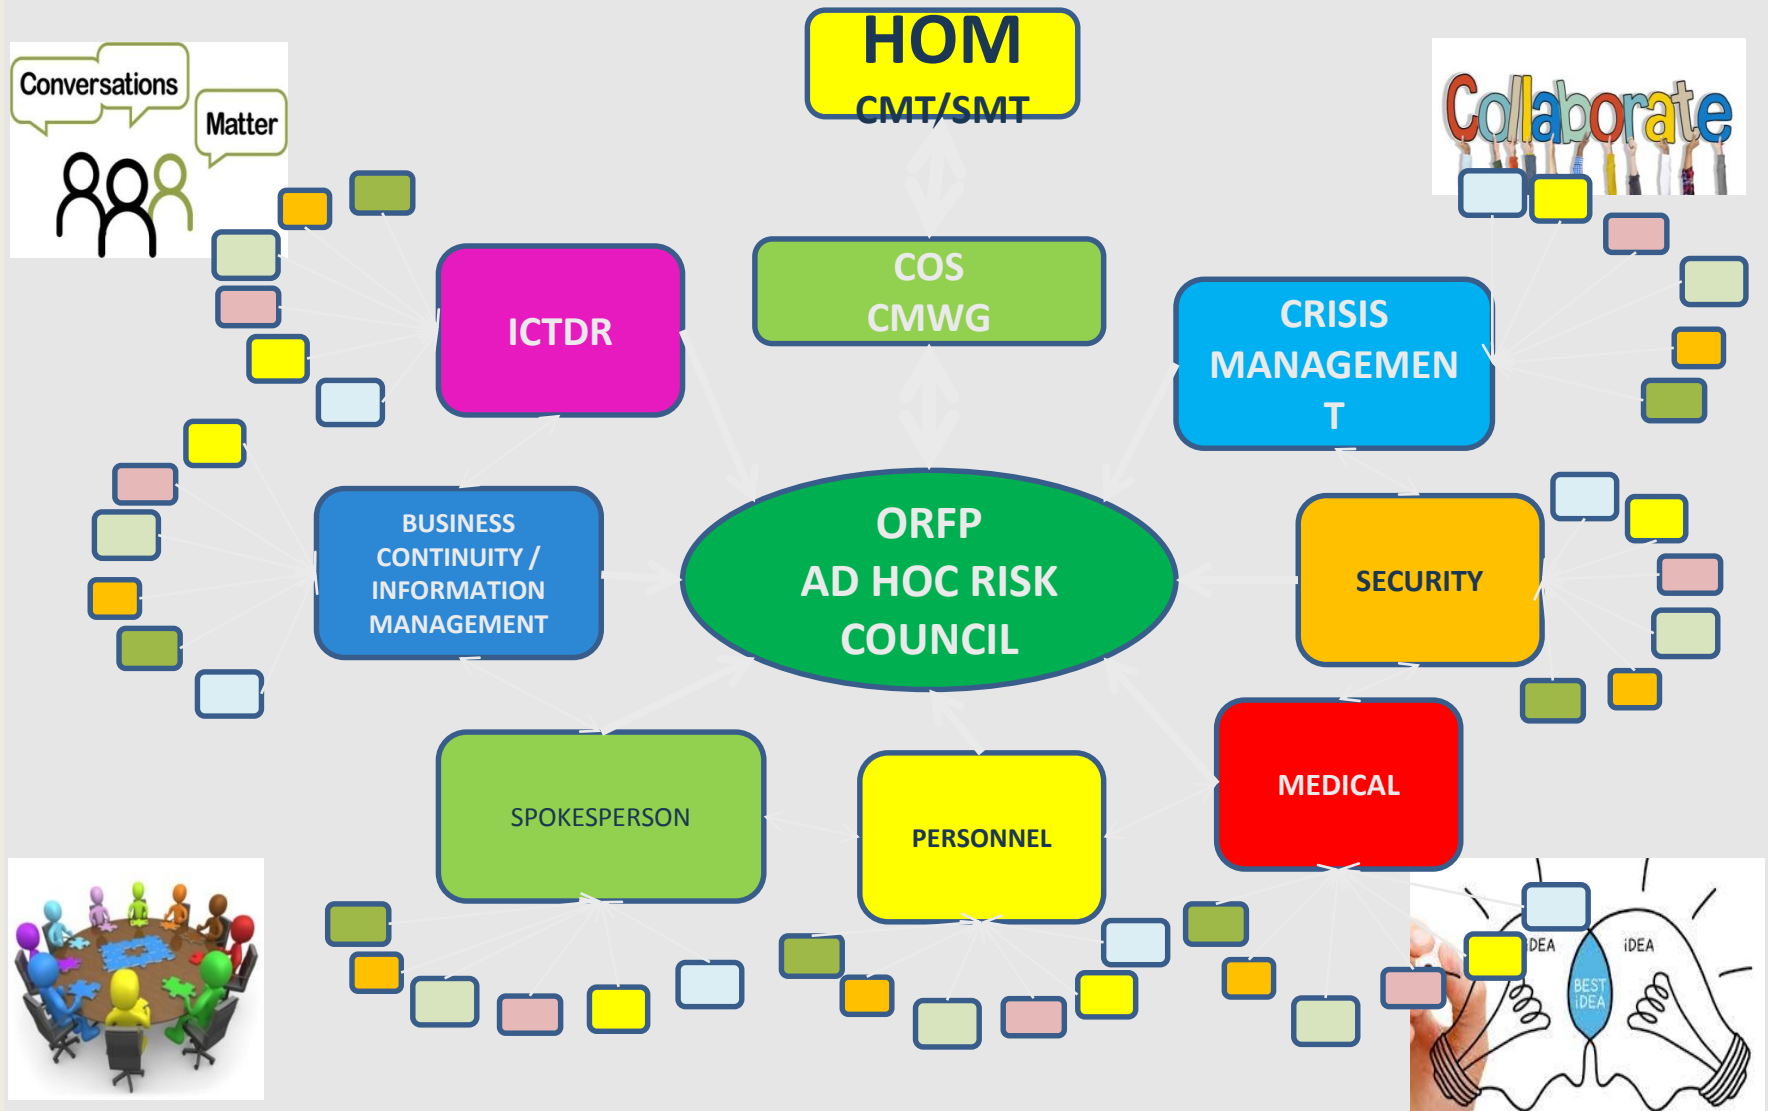 HOM
CMT/SMT
Conversations
Matter
Collaborate
COS
CMWG
ICTDR
CRISIS
MANAGEMEN
T
BUSINESS
CONTINUITY /
INFORMATION
MANAGEMENT
ORFP
AD HOC RISK
COUNCIL
SECURITY
SPOKESPERSON
PERSONNEL
MEDICAL
iDEA
BEST
iDEA